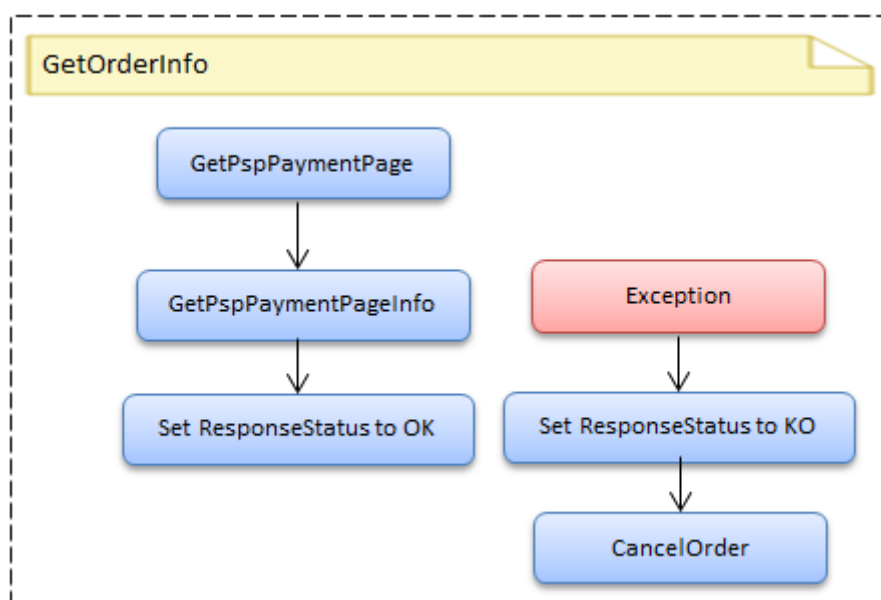 GetOrderInfo
GetPspPaymentPage
GetPspPaymentPageInfo
Set ResponseStatus to OK
Exception
Set ResponseStatus to KO
CancelOrder